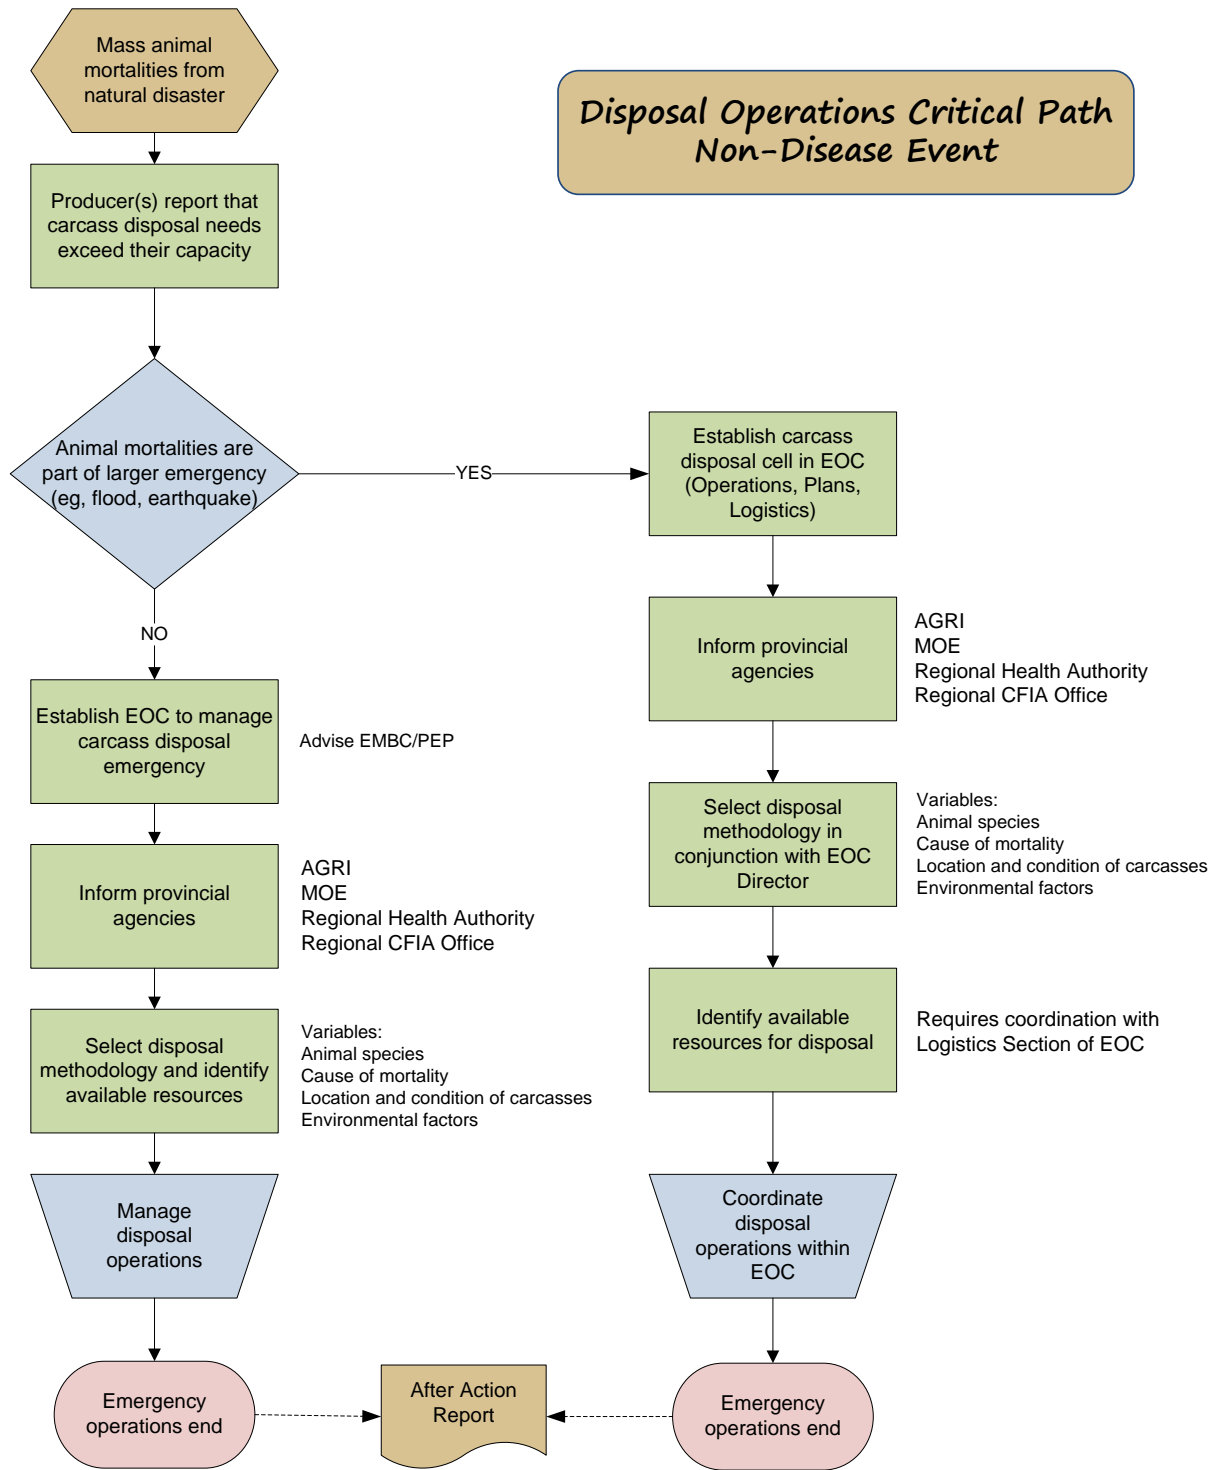 Mass animal
mortalities from
natural disaster
Disposal Operations Critical Path
Non-Disease Event
Producer(s) report that
carcass disposal needs
exceed their capacity
Animal mortalities are
part of larger emergency
(eg, flood, earthquake)
YES
NO
Establish EOC to manage
carcass disposal
emergency
Advise EMBC/PEP
Inform provincial
agencies
AGRI
MOE
Regional Health Authority
Regional CFIA Office
Select disposal
methodology and identify
available resources
Variables:
Animal species
Cause of mortality
Location and condition of carcasses
Environmental factors
Manage
disposal
operations
Emergency
operations end
After Action
Report
Establish carcass
disposal cell in EOC
(Operations, Plans,
Logistics)
Inform provincial
agencies
AGRI
MOE
Regional Health Authority
Regional CFIA Office
Select disposal
methodology in
conjunction with EOC
Director
Variables:
Animal species
Cause of mortality
Location and condition of carcasses
Environmental factors
Identify available
resources for disposal
Requires coordination with
Logistics Section of EOC
Coordinate
disposal
operations within
EOC
Emergency
operations end